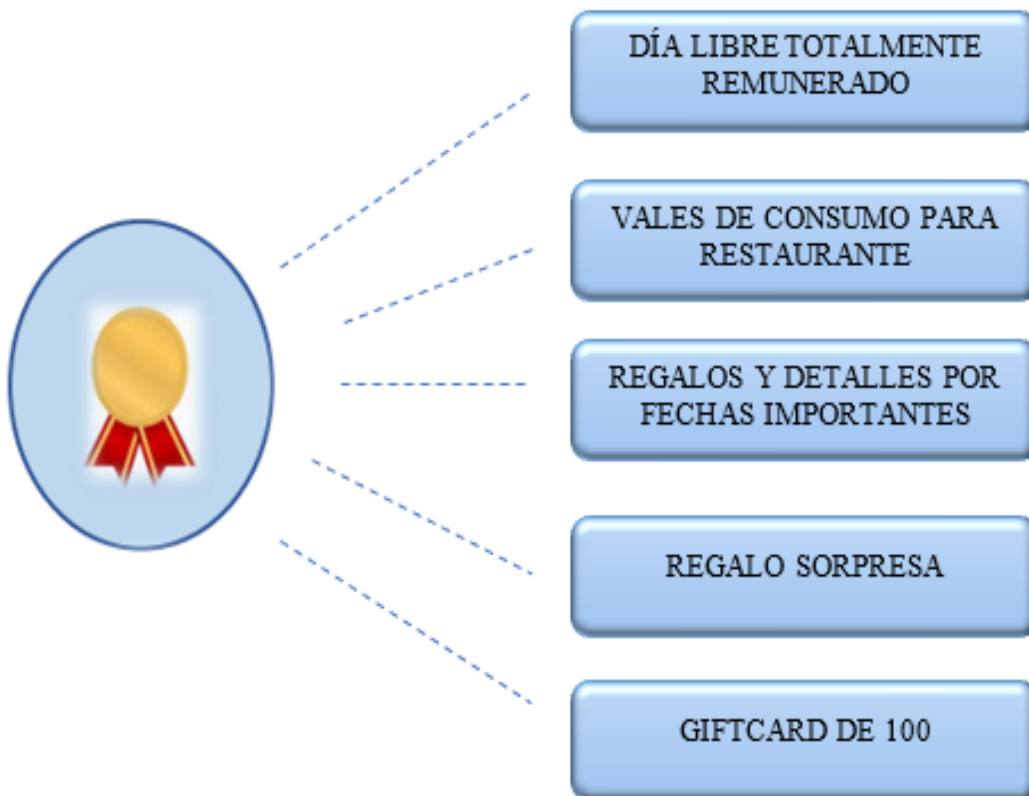 DÍA LIBRE TOTALMENTE
REMUNERADO
VALES DE CONSUMO PARA
RESTAURANTE
REGALOS Y DETALLES POR
FECHAS IMPORTANTES
REGALO SORPRESA
GIFTCARD DE 100